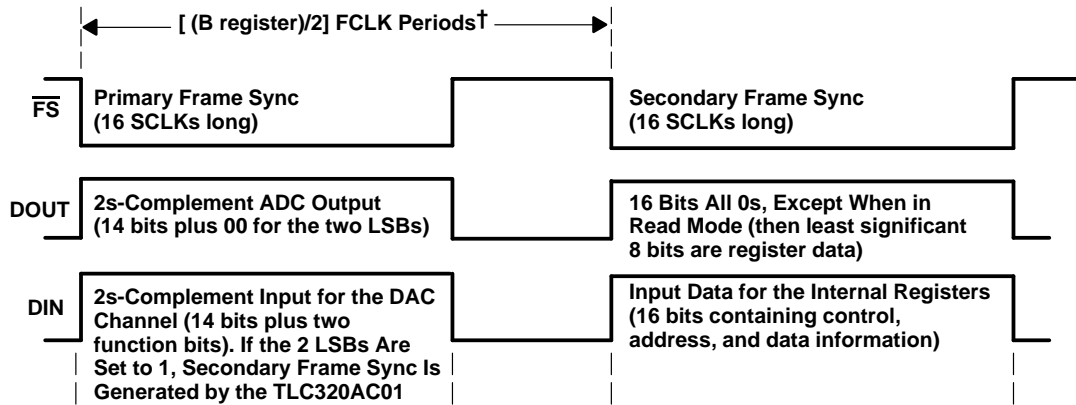 [ (B register)/2] FCLK Periods†
FS
Primary Frame Sync
(16 SCLKs long)
Secondary Frame Sync
(16 SCLKs long)
DOUT
2s-Complement ADC Output
(14 bits plus 00 for the two LSBs)
16 Bits All 0s, Except When in
Read Mode (then least significant
8 bits are register data)
DIN
2s-Complement Input for the DAC
Channel (14 bits plus two
function bits). If the 2 LSBs Are
Set to 1, Secondary Frame Sync Is
Generated by the TLC320AC01
Input Data for the Internal Registers
(16 bits containing control,
address, and data information)